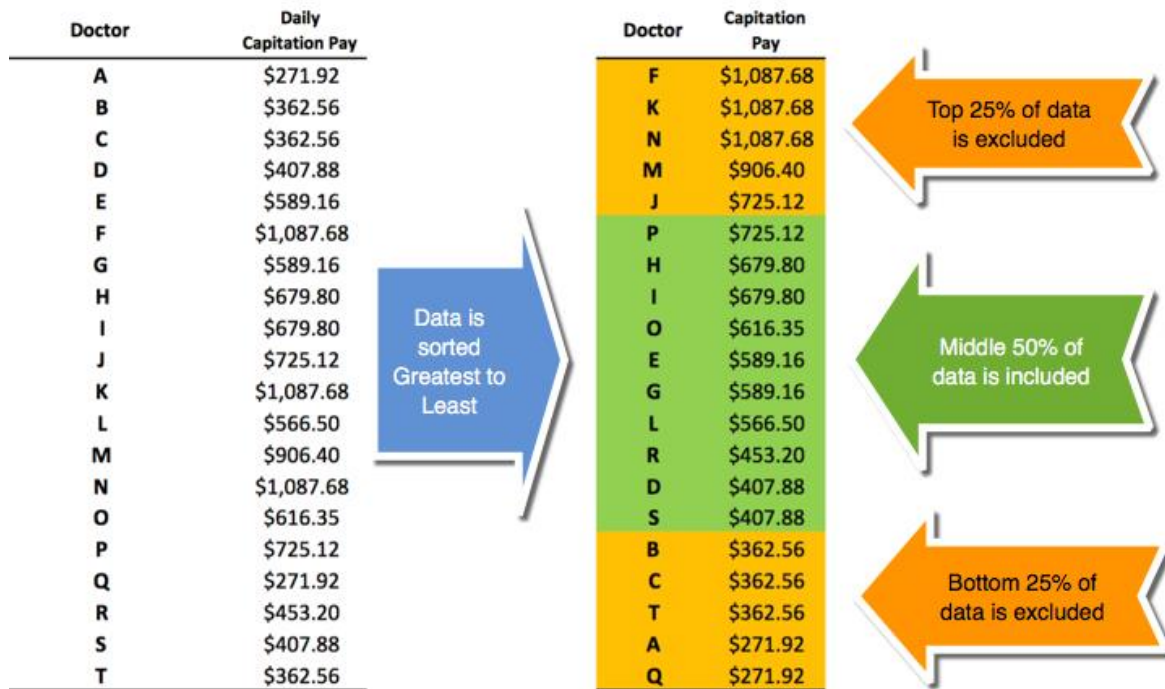 Doctor Daily Capitation Pay
A $271.92
B $362.56
C $362.56
D $407.88
E $589.16
F $1,087.68
G $589.16
H $679.80
I $679.80
J $725.12
K $1,087.68
L $566.50
M $906.40
N $1,087.68
O $616.35
P $725.12
Q $271.92
R $453.20
S $407.88
T $362.56
Data is
sorted
Greatest to
Least
Doctor Capitation Pay
F $1,087.68
K $1,087.68
N $1,087.68
M $906.40
J $725.12
P $725.12
H $679.80
I $679.80
O $616.35
E $589.16
G $589.16
L $566.50
R $453.20
D $407.88
S $407.88
B $362.56
C $362.56
T $362.56
A $271.92
Q $271.92
Top 25% of data
is excluded
Middle 50% of
data is included
Bottom 25% of
data is excluded